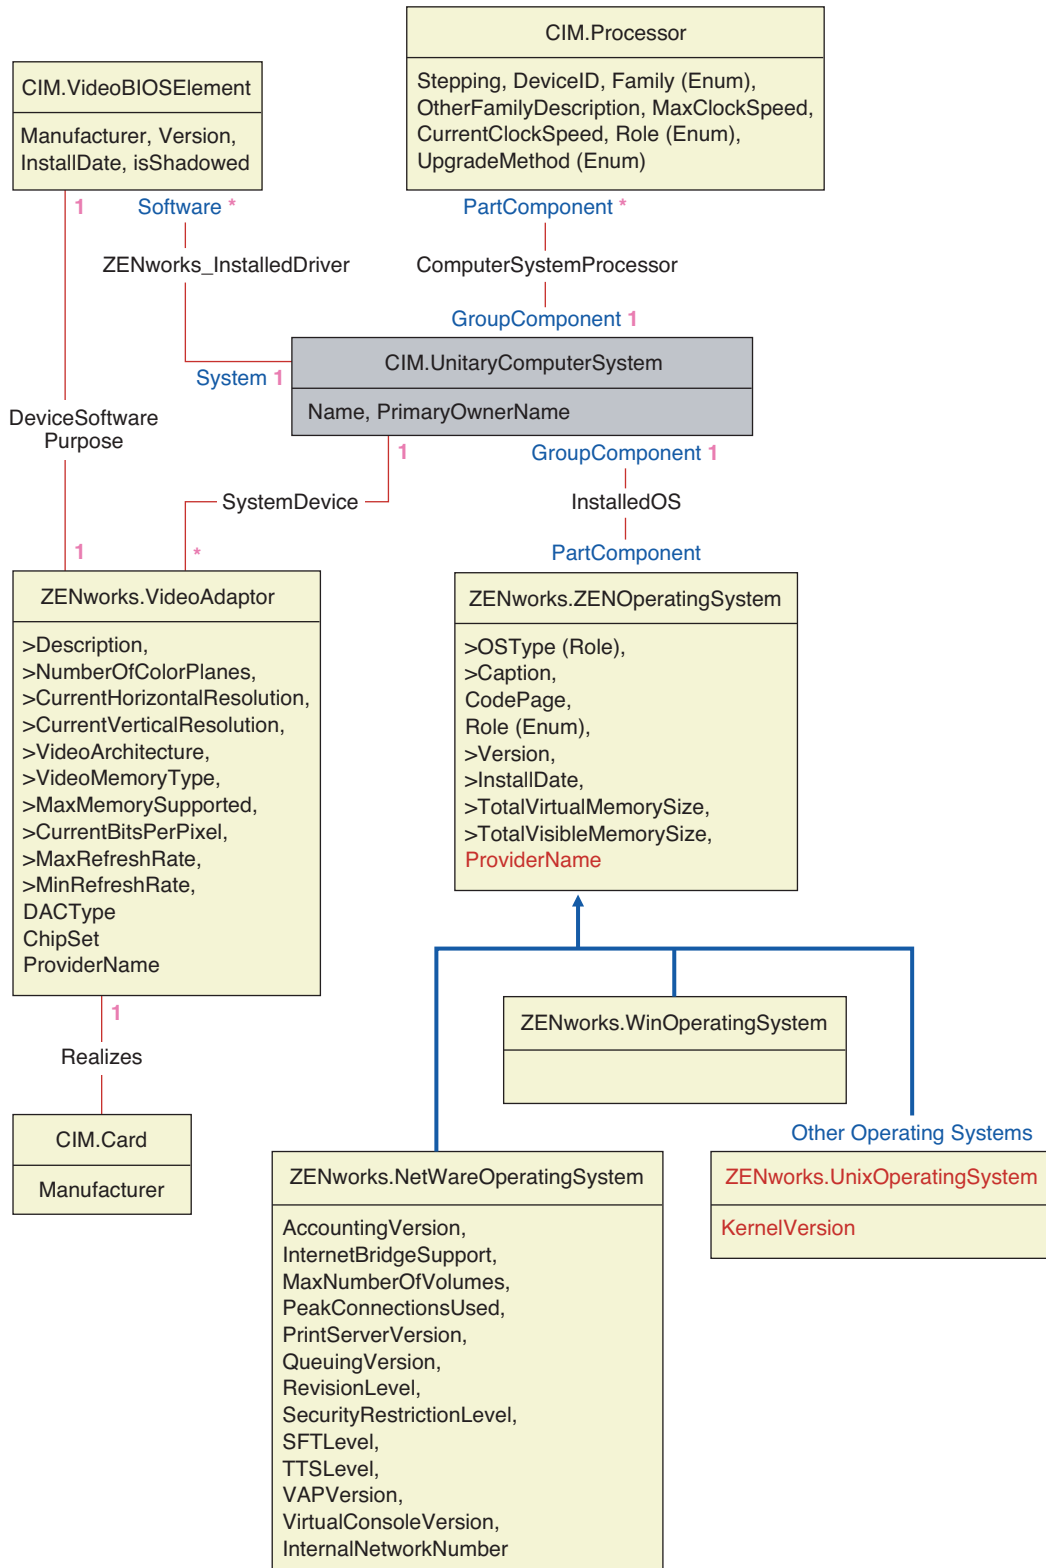 CIM.Processor
Stepping, DeviceID, Family (Enum),
OtherFamilyDescription, MaxClockSpeed,
CurrentClockSpeed, Role (Enum),
UpgradeMethod (Enum)
CIM.VideoBIOSElement
Manufacturer, Version,
InstallDate, isShadowed
1
Software *
PartComponent *
ZENworks_InstalledDriver
ComputerSystemProcessor
GroupComponent 1
System 1
CIM.UnitaryComputerSystem
Name, PrimaryOwnerName
DeviceSoftware
Purpose
1
GroupComponent 1
SystemDevice
InstalledOS
1
*
PartComponent
ZENworks.VideoAdaptor
>Description,
>NumberOfColorPlanes,
>CurrentHorizontalResolution,
>CurrentVerticalResolution,
>VideoArchitecture,
>VideoMemoryType,
>MaxMemorySupported,
>CurrentBitsPerPixel,
>MaxRefreshRate,
>MinRefreshRate,
DACType
ChipSet
ProviderName
ZENworks.ZENOperatingSystem
>OSType (Role),
>Caption,
CodePage,
Role (Enum),
>Version,
>InstallDate,
>TotalVirtualMemorySize,
>TotalVisibleMemorySize,
ProviderName
1
Realizes
CIM.Card
Manufacturer
ZENworks.WinOperatingSystem
Other Operating Systems
ZENworks.NetWareOperatingSystem
AccountingVersion,
InternetBridgeSupport,
MaxNumberOfVolumes,
PeakConnectionsUsed,
PrintServerVersion,
QueuingVersion,
RevisionLevel,
SecurityRestrictionLevel,
SFTLevel,
TTSLevel,
VAPVersion,
VirtualConsoleVersion,
InternalNetworkNumber
ZENworks.UnixOperatingSystem
KernelVersion